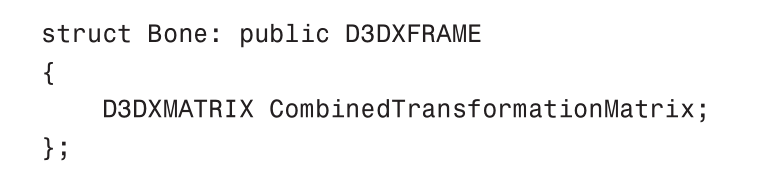 struct Bone: public D3DXFRAME
{
    D3DXMATRIX CombinedTransformationMatrix;
};